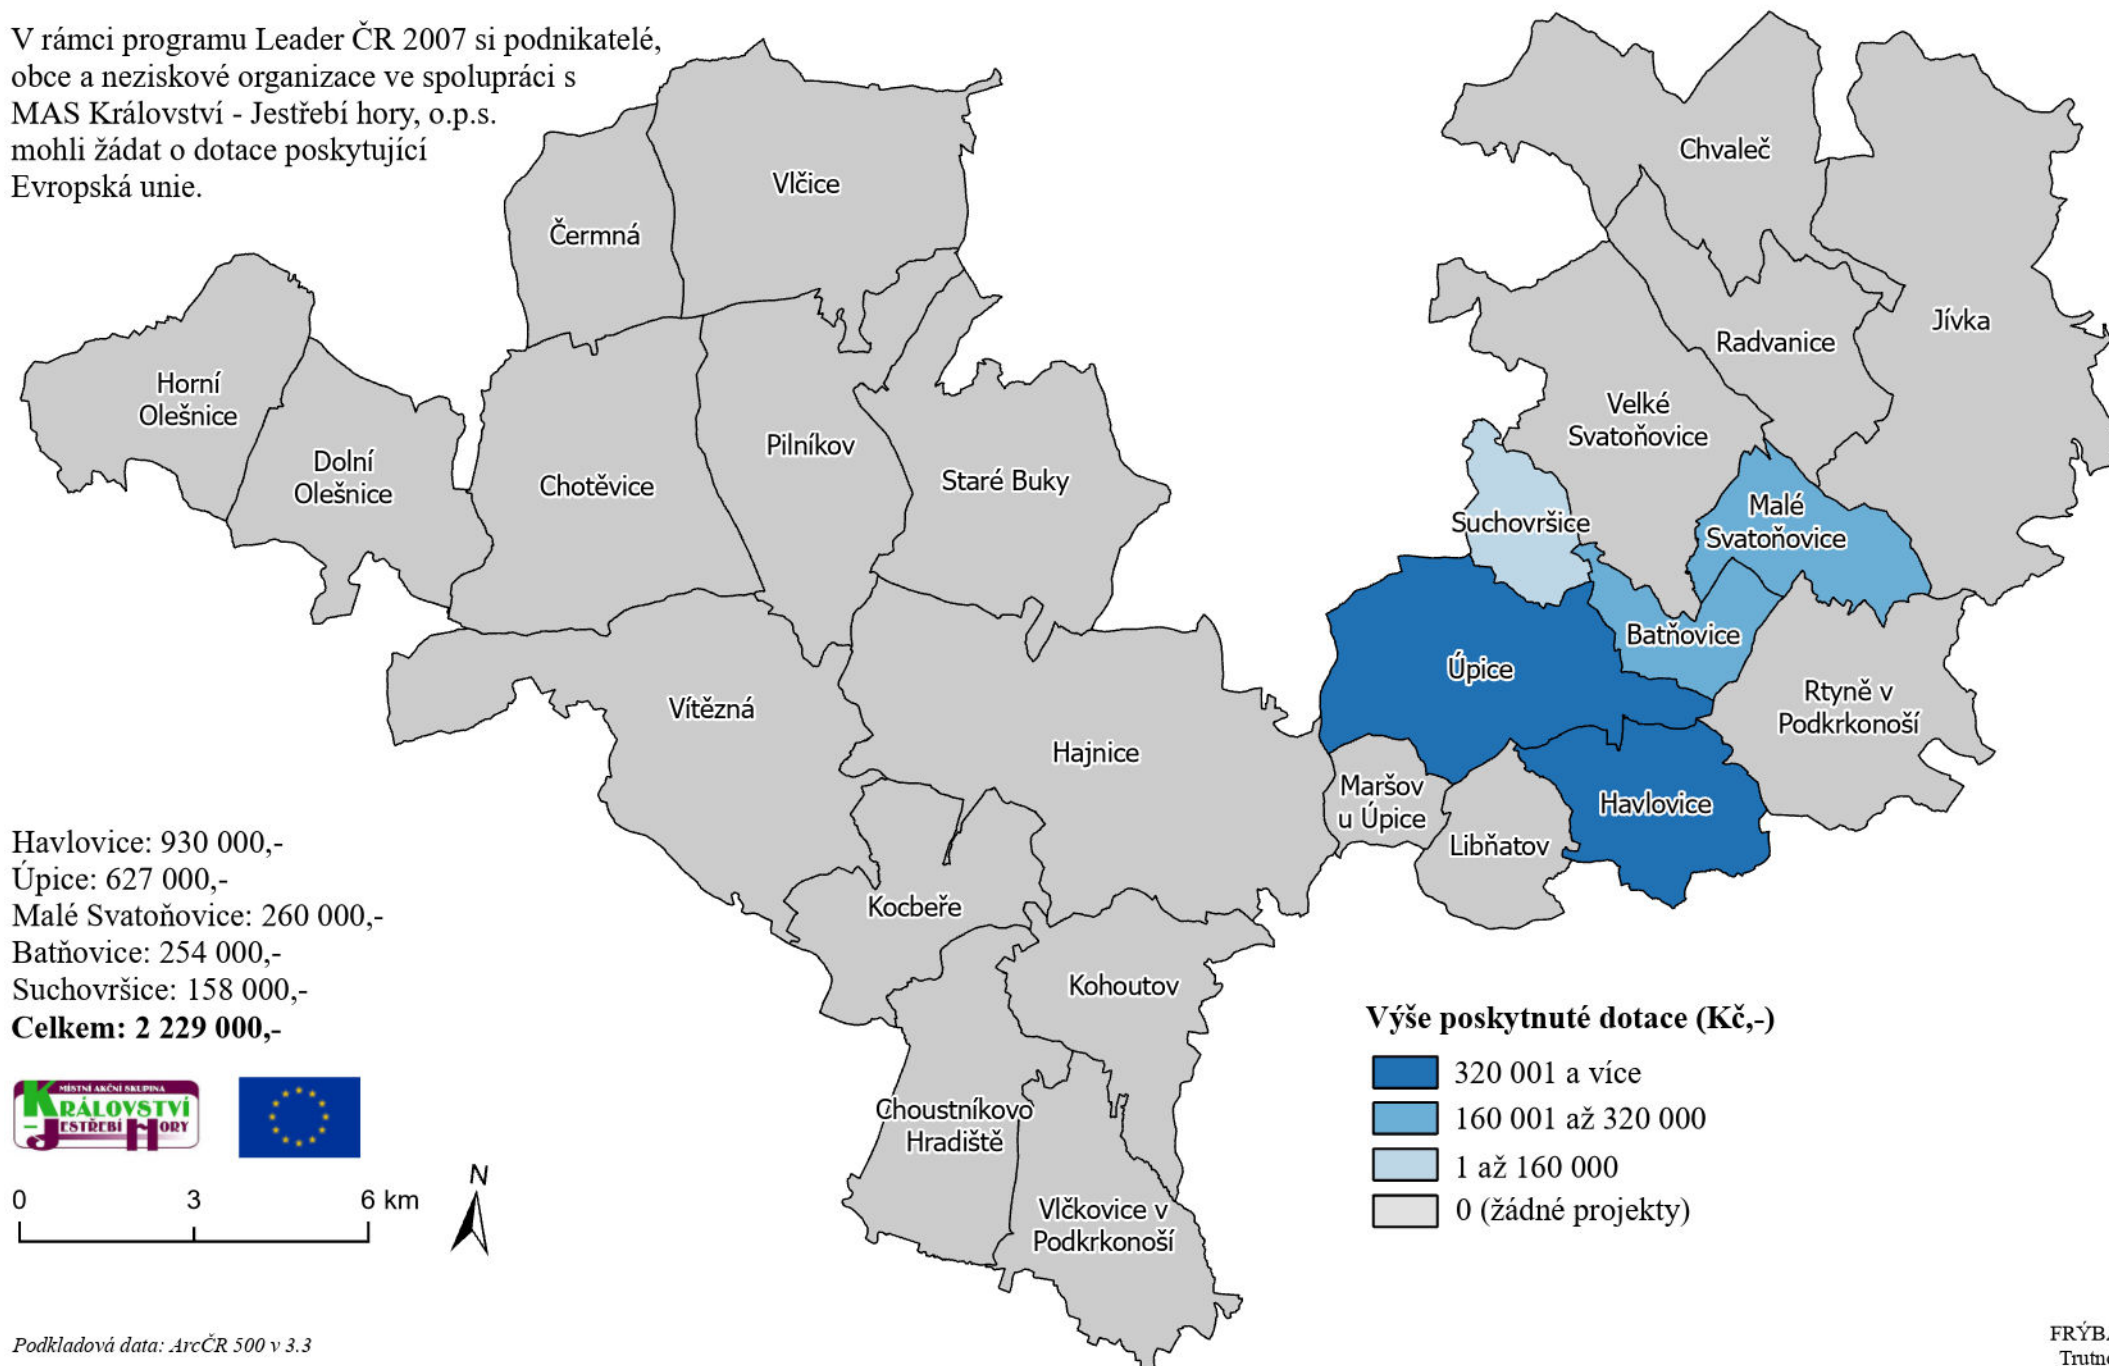 V rámci programu Leader ČR 2007 si podnikatelé,
obce a neziskové organizace ve spolupráci s
MAS Království - Jestřebí hory, o.p.s.
mohli žádat o dotace poskytující
Evropská unie.
Chvaleč
Vlčice
Čermná
Jívka
Radvanice
Horní
Olešnice
Velké
Svatoňovice
Pilníkov
Dolní
Olešnice
Chotěvice
Staré Buky
Malé
Svatoňovice
Suchovršice
Batňovice
Úpice
Rtyně v
Podkrkonoší
Vítězná
Hajnice
Maršov
u Úpice
Havlovice
Libňatov
Kocbeře
Kohoutov
Choustníkovo
Hradiště
Vlčkovice v
Podkrkonoší
Havlovice: 930 000,-
Úpice: 627 000,-
Malé Svatoňovice: 260 000,-
Batňovice: 254 000,-
Suchovršice: 158 000,-
Celkem: 2 229 000,-
MÍSTNÍ AKČNÍ SKUPINA
KRÁLOVSTVÍ
–JESTŘEBÍ HORY
0 3 6 km
N
Výše poskytnuté dotace (Kč,-)
320 001 a více
160 001 až 320 000
1 až 160 000
0 (žádné projekty)
Podkladová data: ArcČR 500 v 3.3